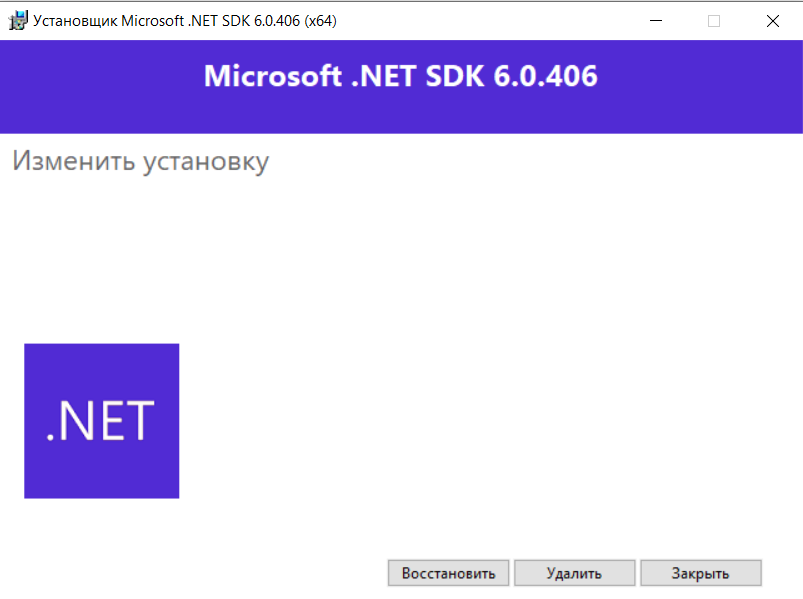 Установщик Microsoft .NET SDK 6.0.406 (x64)
Microsoft .NET SDK 6.0.406
Изменить установку
.NET
Восстановить Удалить Закрыть